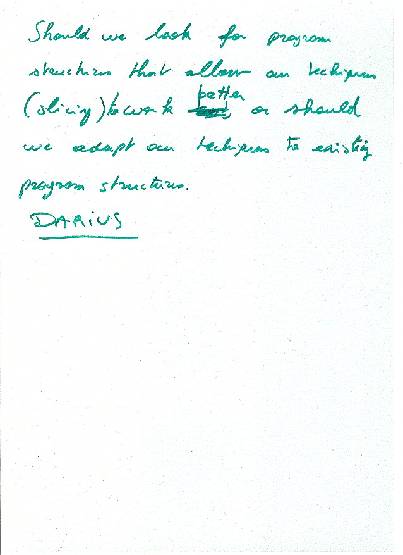 Should we look for program
structures that allow our techniques
(slicing) to work better or should
we adapt our techniques to existing
program structures.
DARIUS